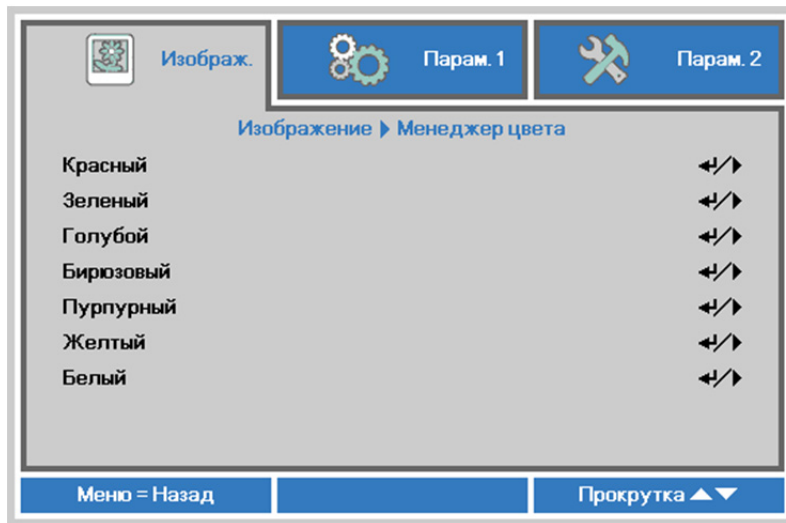 Изображ. Парам. 1 Парам. 2
Изображение ▶ Менеджер цвета
Красный ↵/▶
Зеленый ↵/▶
Голубой ↵/▶
Бирюзовый ↵/▶
Пурпурный ↵/▶
Желтый ↵/▶
Белый ↵/▶
Меню = Назад Прокрутка ▲▼